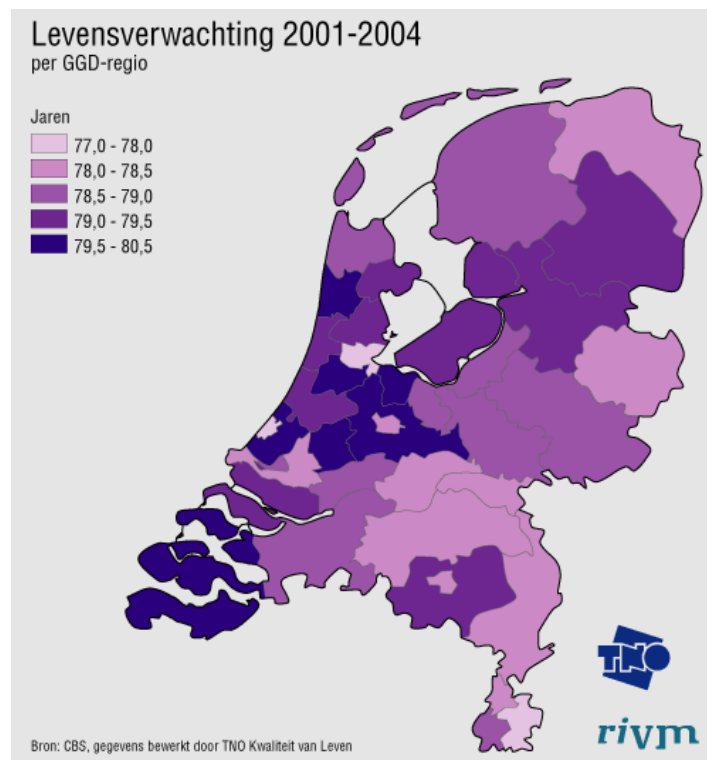 Levensverwachting 2001-2004
per GGD-regio
Jaren
77,0 - 78,0
78,0 - 78,5
78,5 - 79,0
79,0 - 79,5
79,5 - 80,5
TNO
rivm
Bron: CBS, gegevens bewerkt door TNO Kwaliteit van Leven